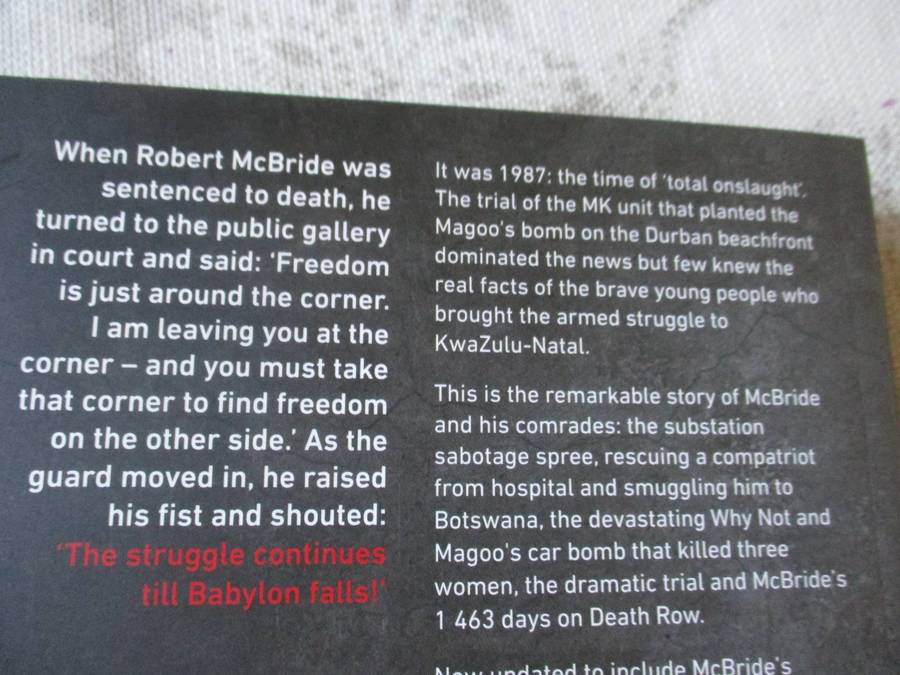 When Robert McBride was
sentenced to death, he
turned to the public gallery
in court and said: ‘Freedom
is just around the corner.
I am leaving you at the
corner – and you must take
that corner to find freedom
on the other side.’ As the
guard moved in, he raised
his fist and shouted:
‘The struggle continues
till Babylon falls!’
It was 1987: the time of ‘total onslaught’.
The trial of the MK unit that planted the
Magoo’s bomb on the Durban beachfront
dominated the news but few knew the
real facts of the brave young people who
brought the armed struggle to
KwaZulu-Natal.
This is the remarkable story of McBride
and his comrades: the substation
sabotage spree, rescuing a compatriot
from hospital and smuggling him to
Botswana, the devastating Why Not and
Magoo’s car bomb that killed three
women, the dramatic trial and McBride’s
1 463 days on Death Row.
Now updated to include McBride’s